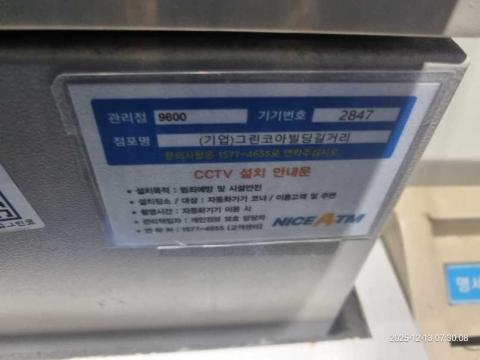 관리점 9600 기기번호 2847
점포명 (기업)그린코아빌딩길거리
문의사항은 1577-4655로 연락주십시오.
CCTV 설치 안내문
• 설치목적 : 범죄예방 및 시설안전
• 설치장소 / 대상 : 자동화기기 코너 / 이용고객 및 주변
• 촬영시간 : 자동화기기 이용 시
• 관리책임자 : 개인정보 보호 담당자
• 연 락 처 : 1577-4655 (고객센터)
NICE ATM
명세
2025-12-13 07:30:08